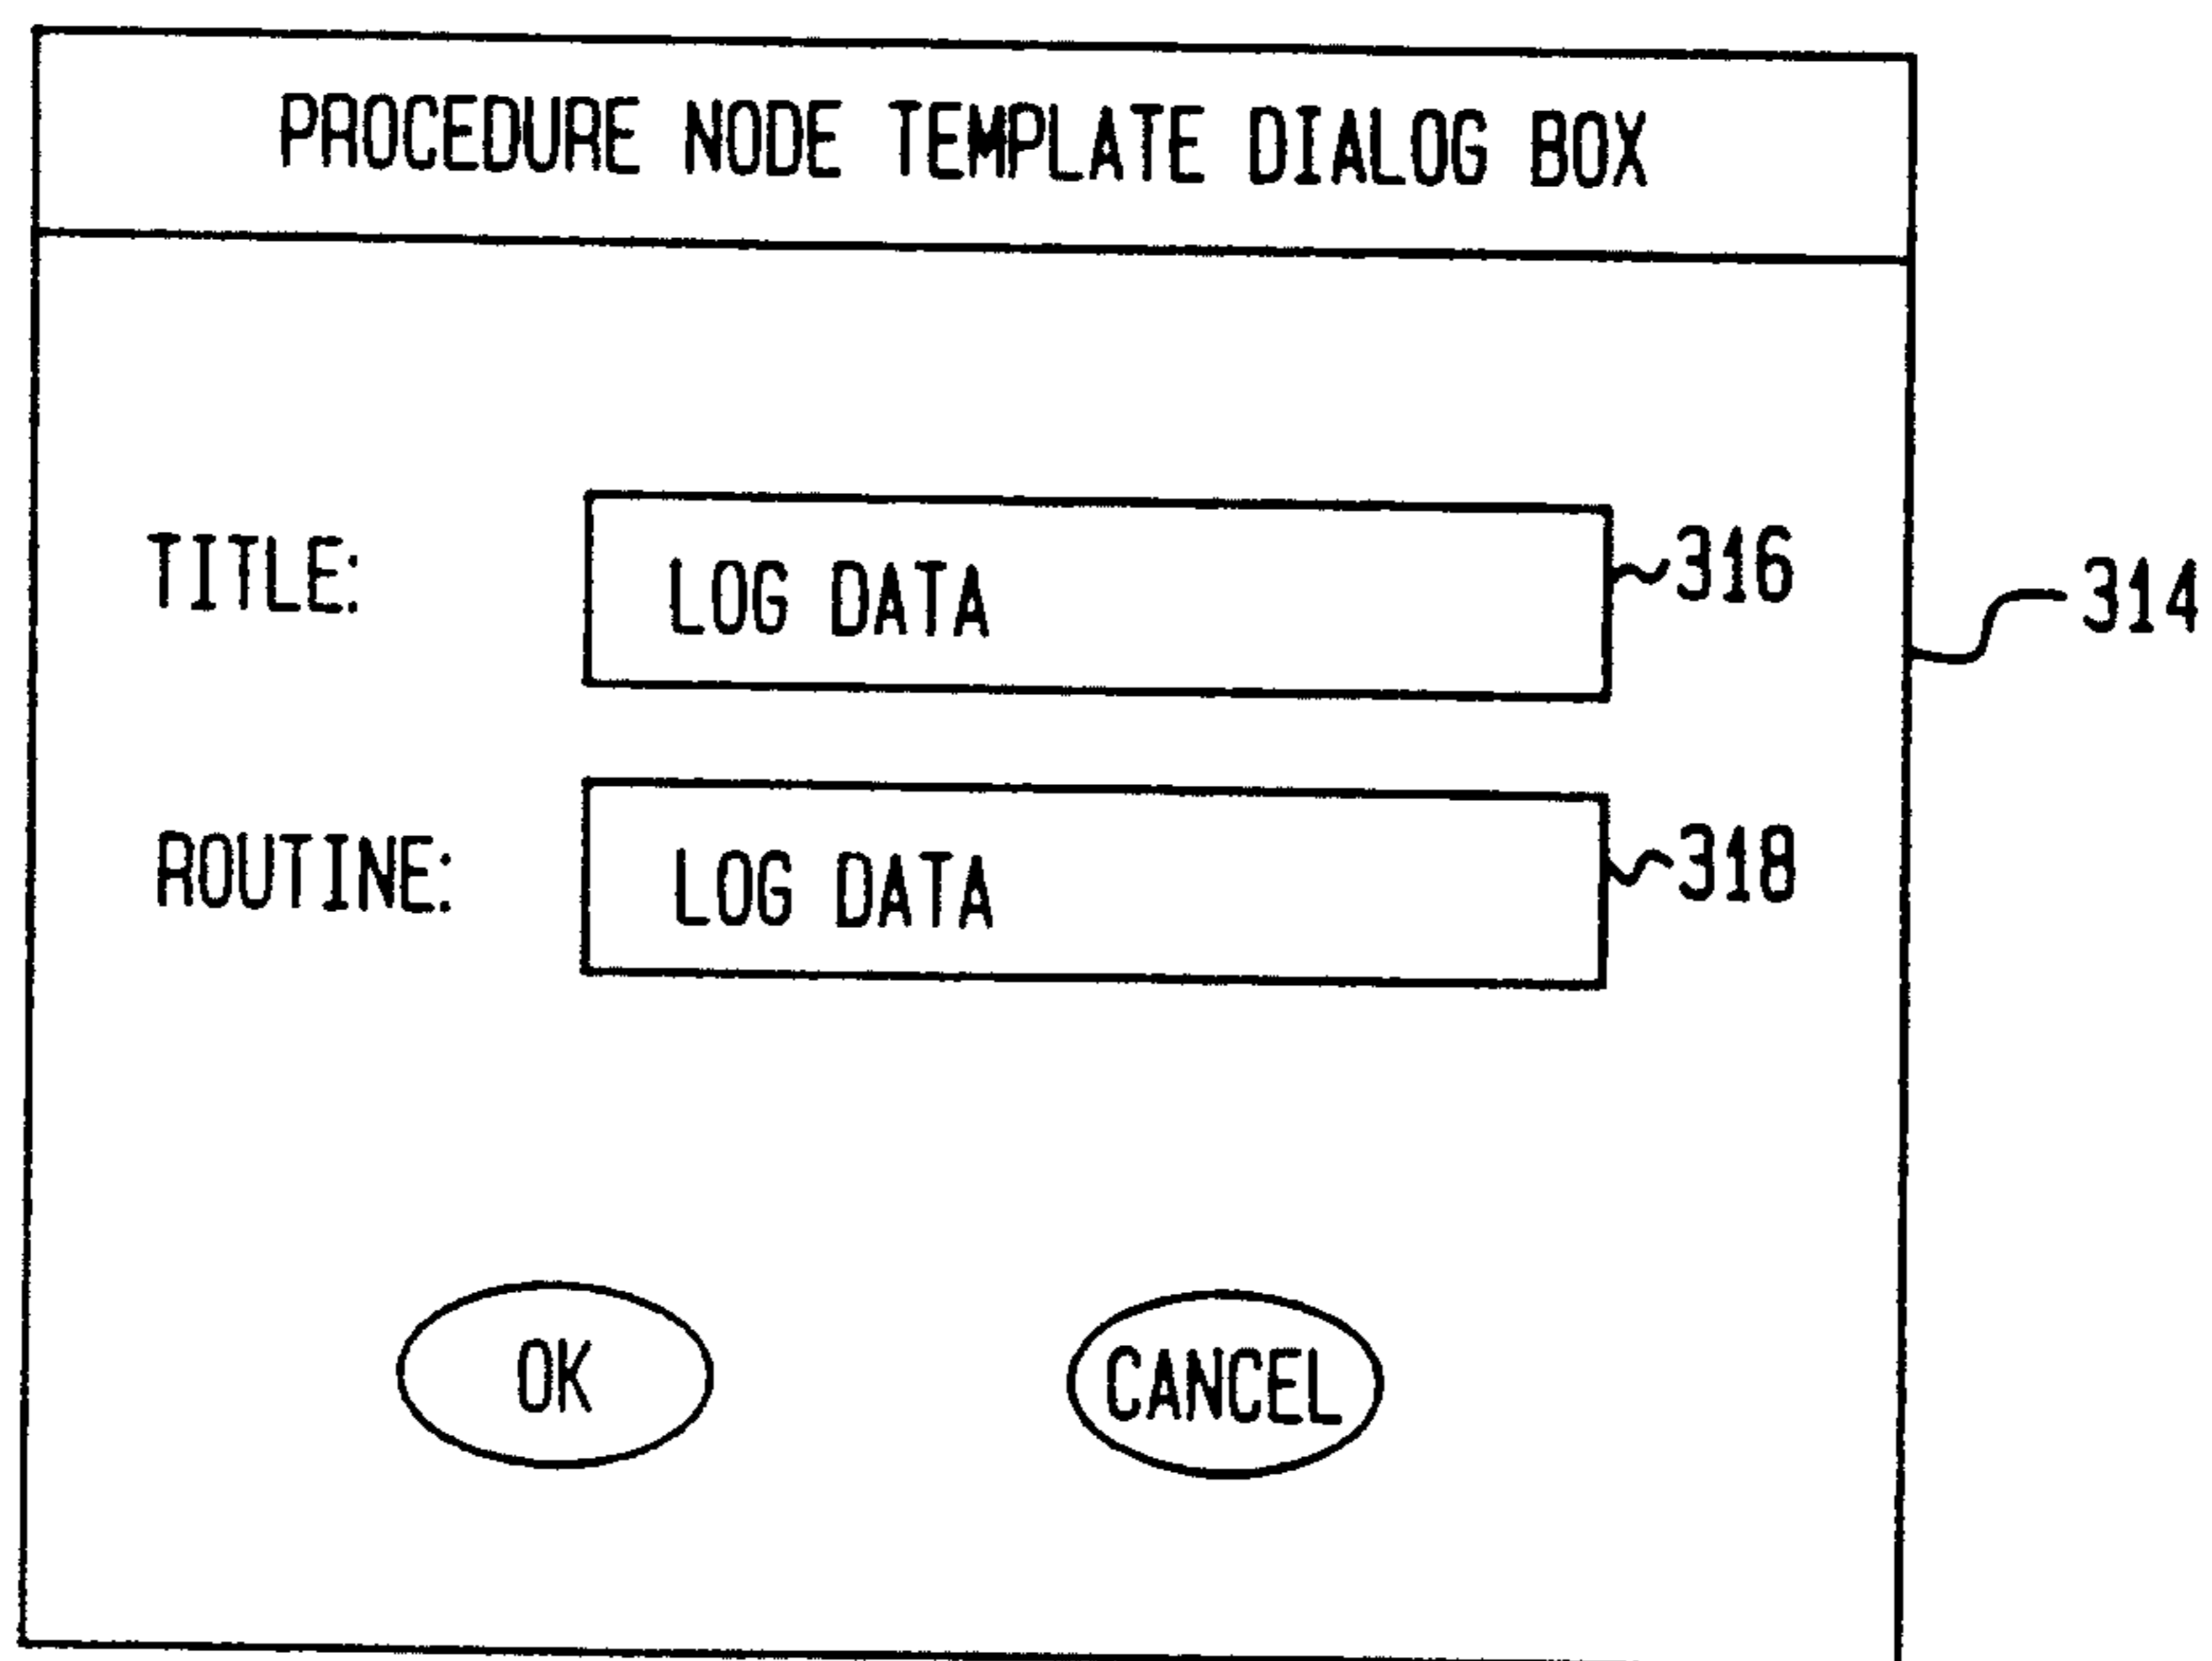 PROCEDURE NODE TEMPLATE DIALOG BOX
TITLE: LOG DATA 316
314
ROUTINE: LOG DATA 318
OK CANCEL